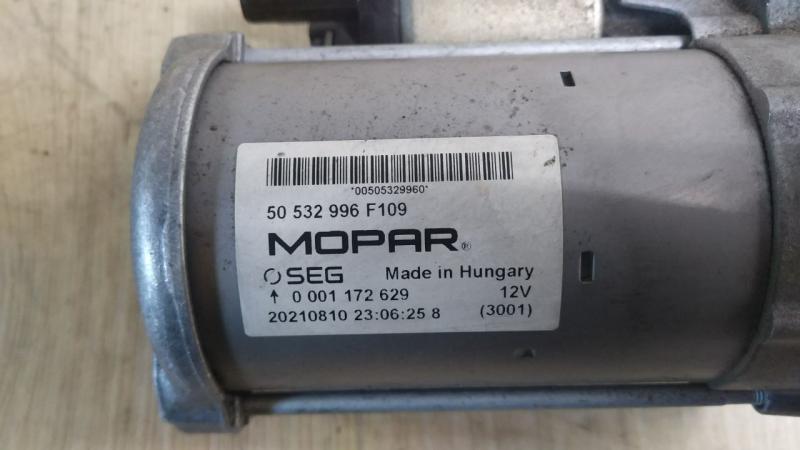 *00505329960*
50 532 996 F109
MOPAR®
SEG Made in Hungary
↑ 0 001 172 629 12V
20210810 23:06:25 8 (3001)